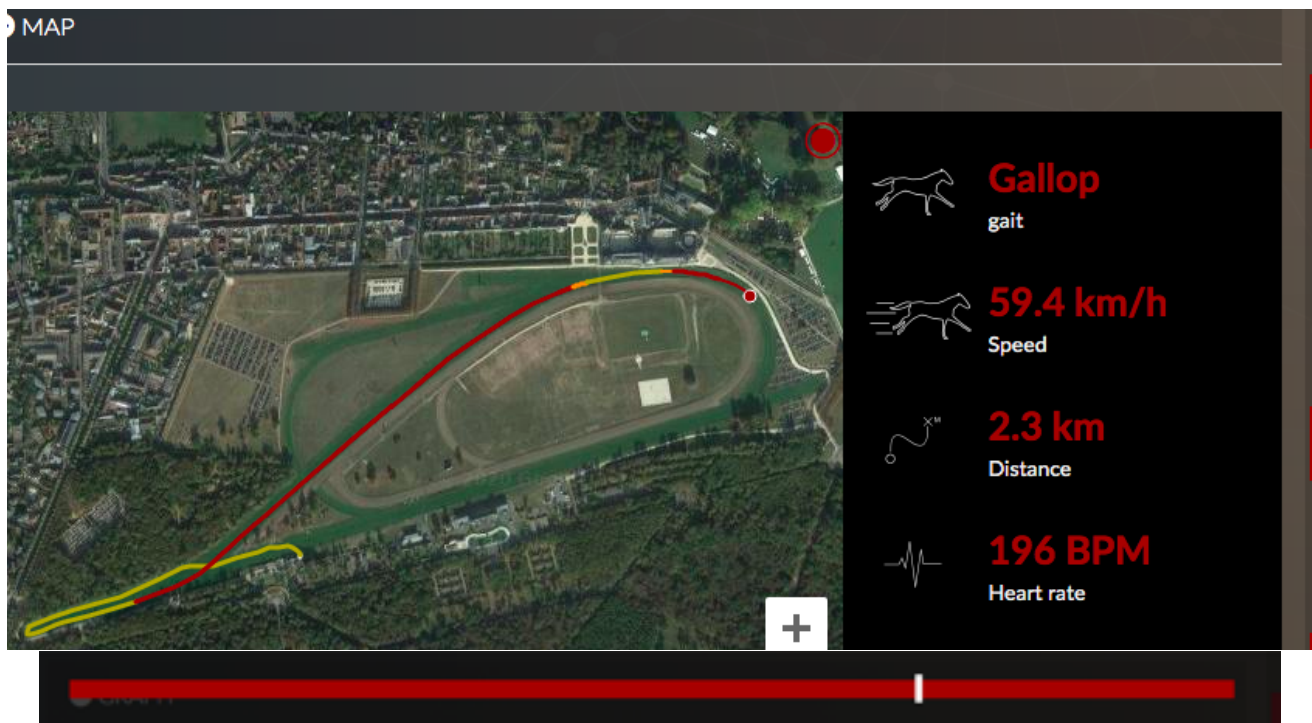 MAP
Gallop
gait
59.4 km/h
Speed
2.3 km
Distance
196 BPM
Heart rate
+